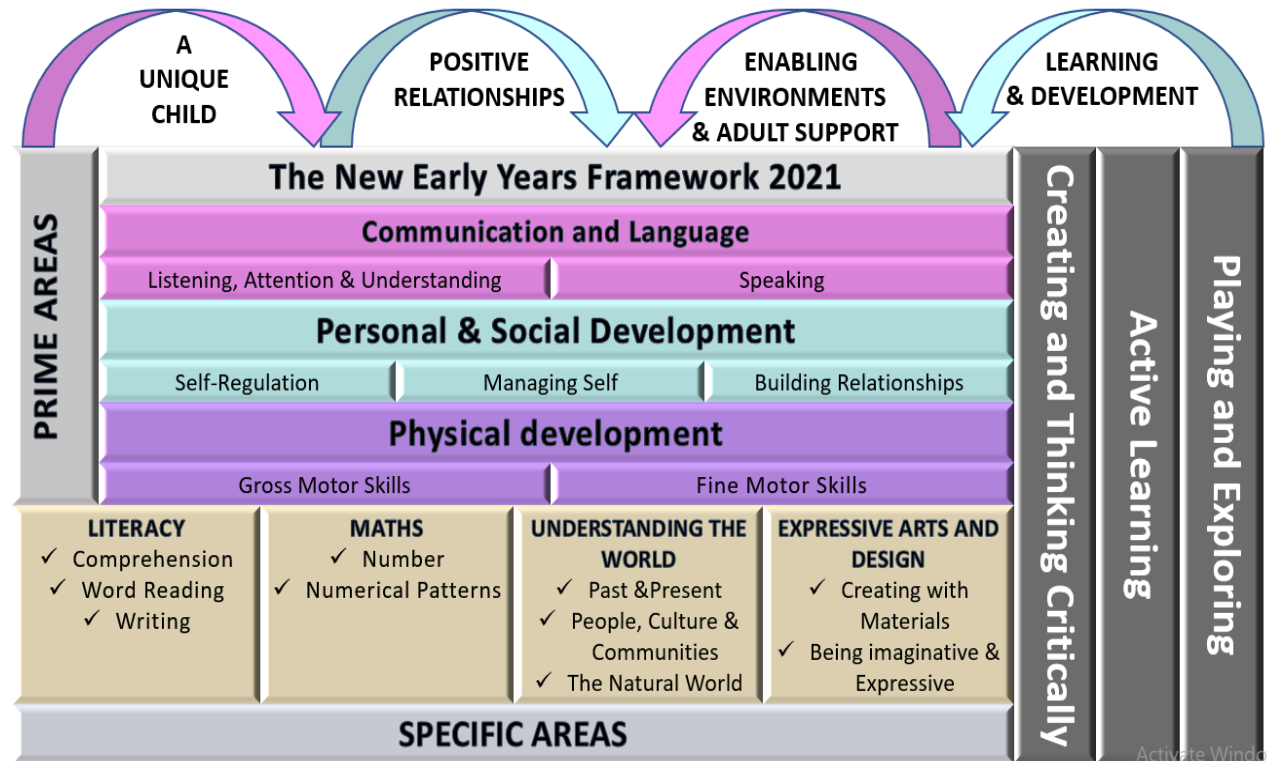 A
UNIQUE
CHILD
POSITIVE
RELATIONSHIPS
ENABLING
ENVIRONMENTS
& ADULT SUPPORT
LEARNING
& DEVELOPMENT
PRIME AREAS
The New Early Years Framework 2021
Communication and Language
Listening, Attention & Understanding
Speaking
Personal & Social Development
Self-Regulation
Managing Self
Building Relationships
Physical development
Gross Motor Skills
Fine Motor Skills
LITERACY
✓ Comprehension
✓ Word Reading
✓ Writing
MATHS
✓ Number
✓ Numerical Patterns
UNDERSTANDING THE
WORLD
✓ Past &Present
✓ People, Culture &
Communities
✓ The Natural World
EXPRESSIVE ARTS AND
DESIGN
✓ Creating with
Materials
✓ Being imaginative &
Expressive
SPECIFIC AREAS
Creating and Thinking Critically
Active Learning
Playing and Exploring
Activate Windo